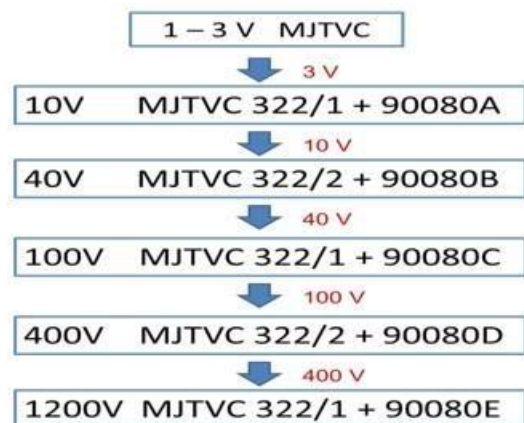 1 – 3 V MJTVC
3 V
10V MJTVC 322/1 + 90080A
10 V
40V MJTVC 322/2 + 90080B
40 V
100V MJTVC 322/1 + 90080C
100 V
400V MJTVC 322/2 + 90080D
400 V
1200V MJTVC 322/1 + 90080E